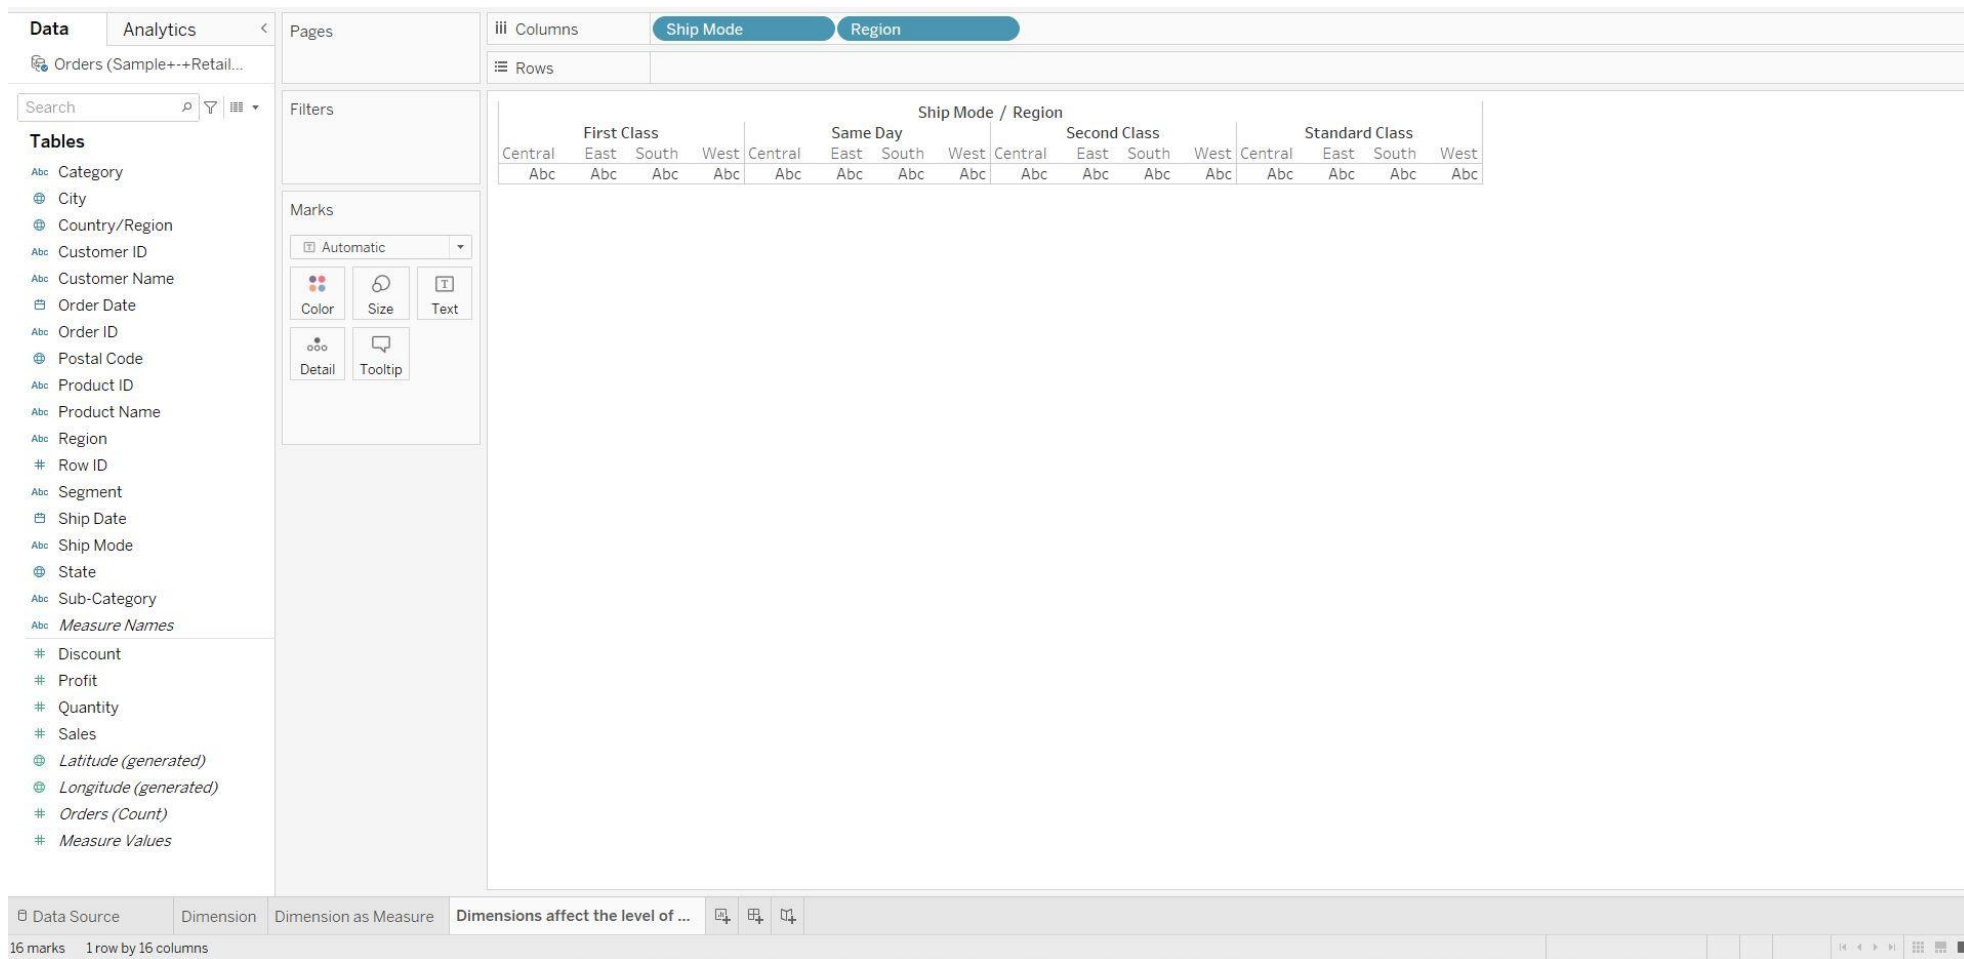 Data Analytics
Orders (Sample+-+Retail...
Search
Tables
Abc Category
City
Country/Region
Abc Customer ID
Abc Customer Name
Order Date
Abc Order ID
Postal Code
Abc Product ID
Abc Product Name
Abc Region
# Row ID
Abc Segment
Ship Date
Abc Ship Mode
State
Abc Sub-Category
Abc Measure Names
# Discount
# Profit
# Quantity
# Sales
Latitude (generated)
Longitude (generated)
# Orders (Count)
# Measure Values
Pages
Filters
Marks
T Automatic
Color Size Text
Detail Tooltip
Columns Ship Mode Region
Rows
Ship Mode / Region
First Class Same Day Second Class Standard Class
Central East South West Central East South West Central East South West Central East South West
Abc Abc Abc Abc Abc Abc Abc Abc Abc Abc Abc Abc Abc Abc Abc Abc
Data Source Dimension Dimension as Measure Dimensions affect the level of ...
16 marks 1 row by 16 columns